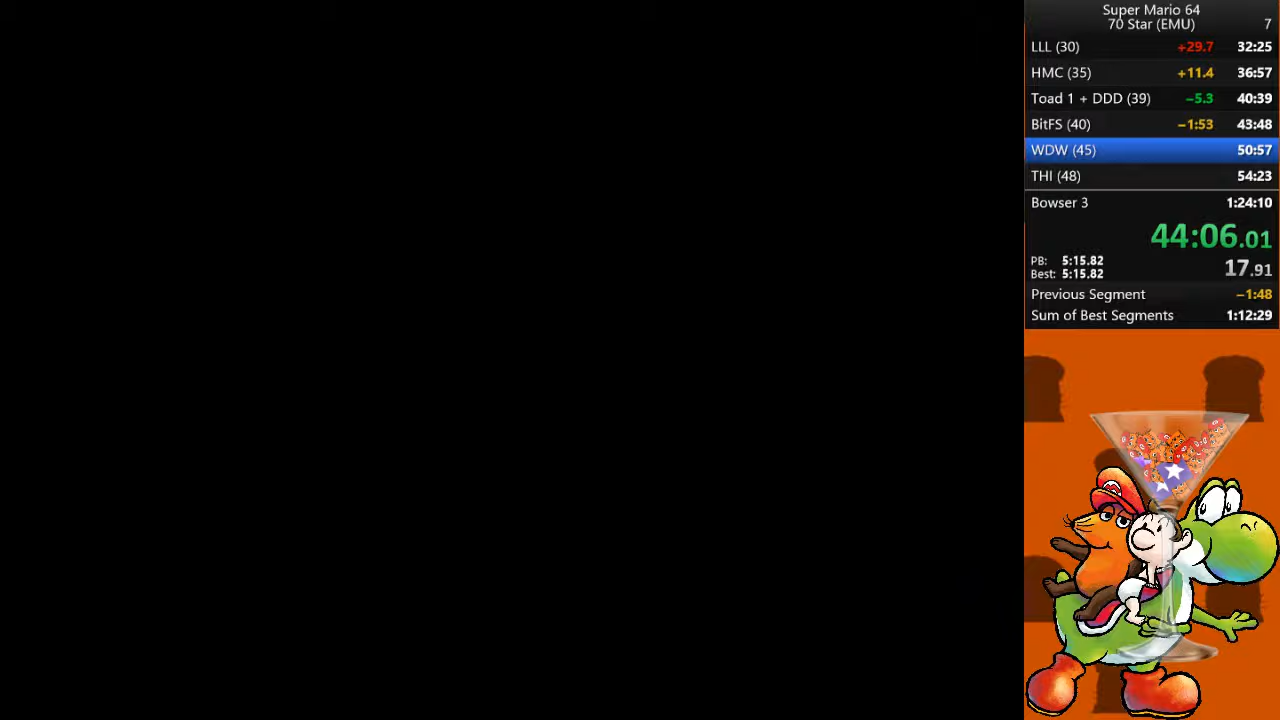 Super Mario 64
70 Star (EMU) 7
LLL (30) +29.7 32:25
HMC (35) +11.4 36:57
Toad 1 + DDD (39) −5.3 40:39
BitFS (40) −1:53 43:48
WDW (45) 50:57
THI (48) 54:23
Bowser 3 1:24:10
44:06.01
PB: 5:15.82
Best: 5:15.82
17.91
Previous Segment −1:48
Sum of Best Segments 1:12:29